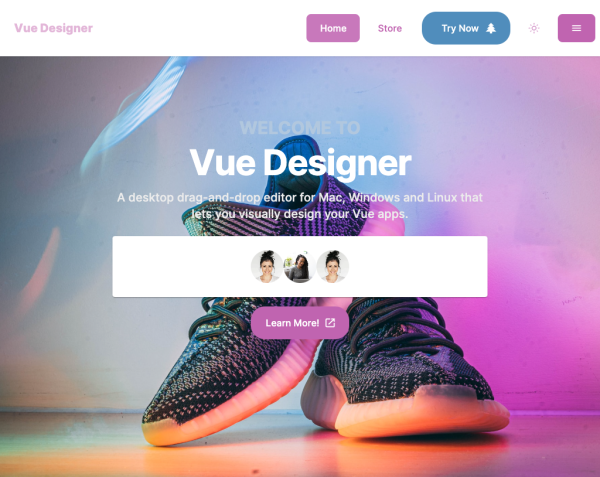 Vue Designer
Home
Store
Try Now
WELCOME TO
Vue Designer
A desktop drag-and-drop editor for Mac, Windows and Linux that
lets you visually design your Vue apps.
Learn More!